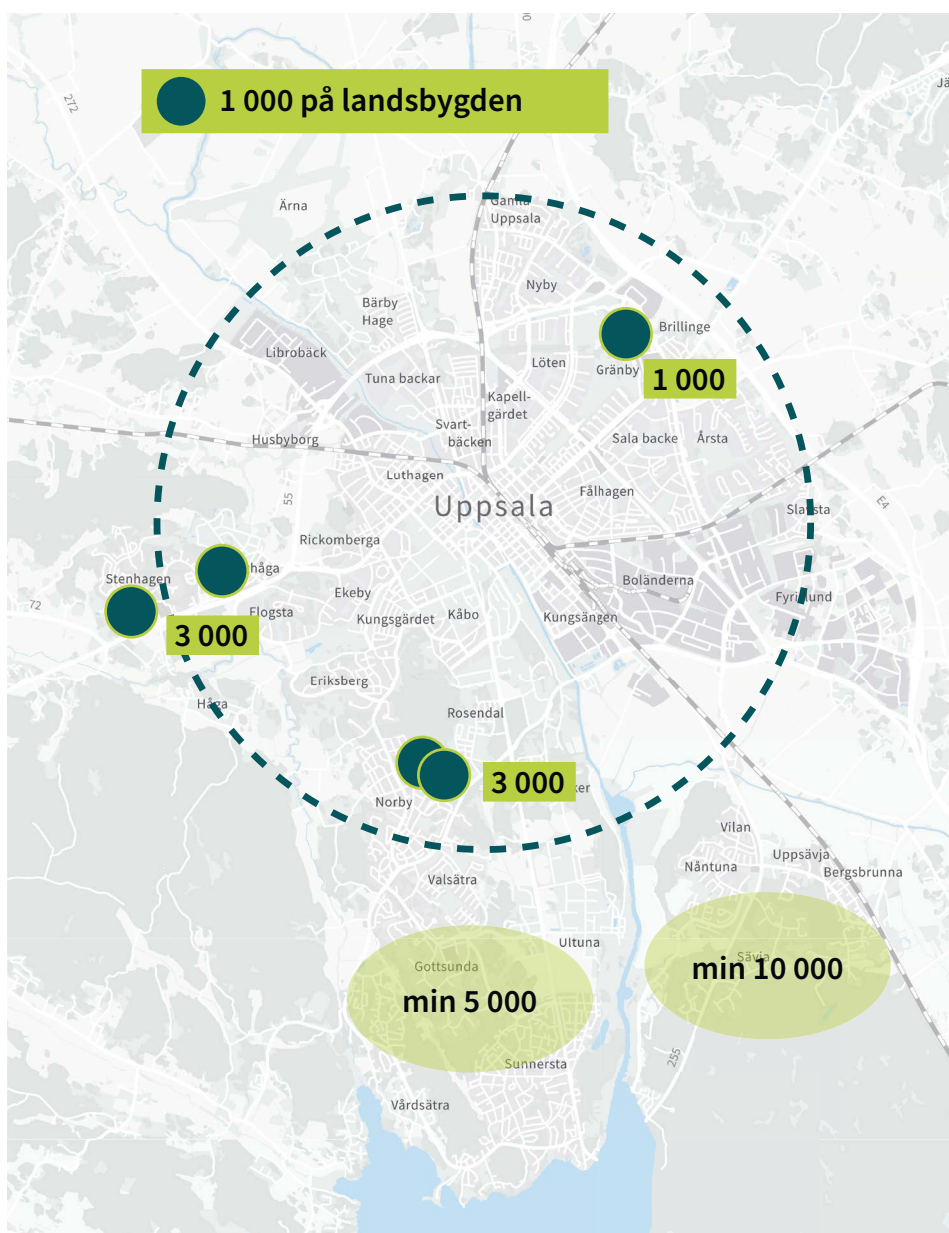 272
1 000 på landsbygden
Ärna
Gamla
Uppsala
Nyby
Bärby
Hage
Brillinge
Librobäck
Löten
Gränby
1 000
Tuna backar
Kapell-
gärdet
Svart-
bäcken
Husbyborg
Sala backe
Årsta
Luthagen
Fålhagen
55
Uppsala
E4
Rickomberga
Stenhagen
håga
Boländerna
Ekeby
72
Flogsta
Kungsgärdet
Kåbo
Kungsängen
3 000
Eriksberg
Håga
Rosendal
3 000
Norby
Vilan
Uppsävja
Nåntuna
Bergsbrunna
Valsätra
Ultuna
Gottsunda
Sävja
min 10 000
min 5 000
Sunnersta
255
Vårdsätra